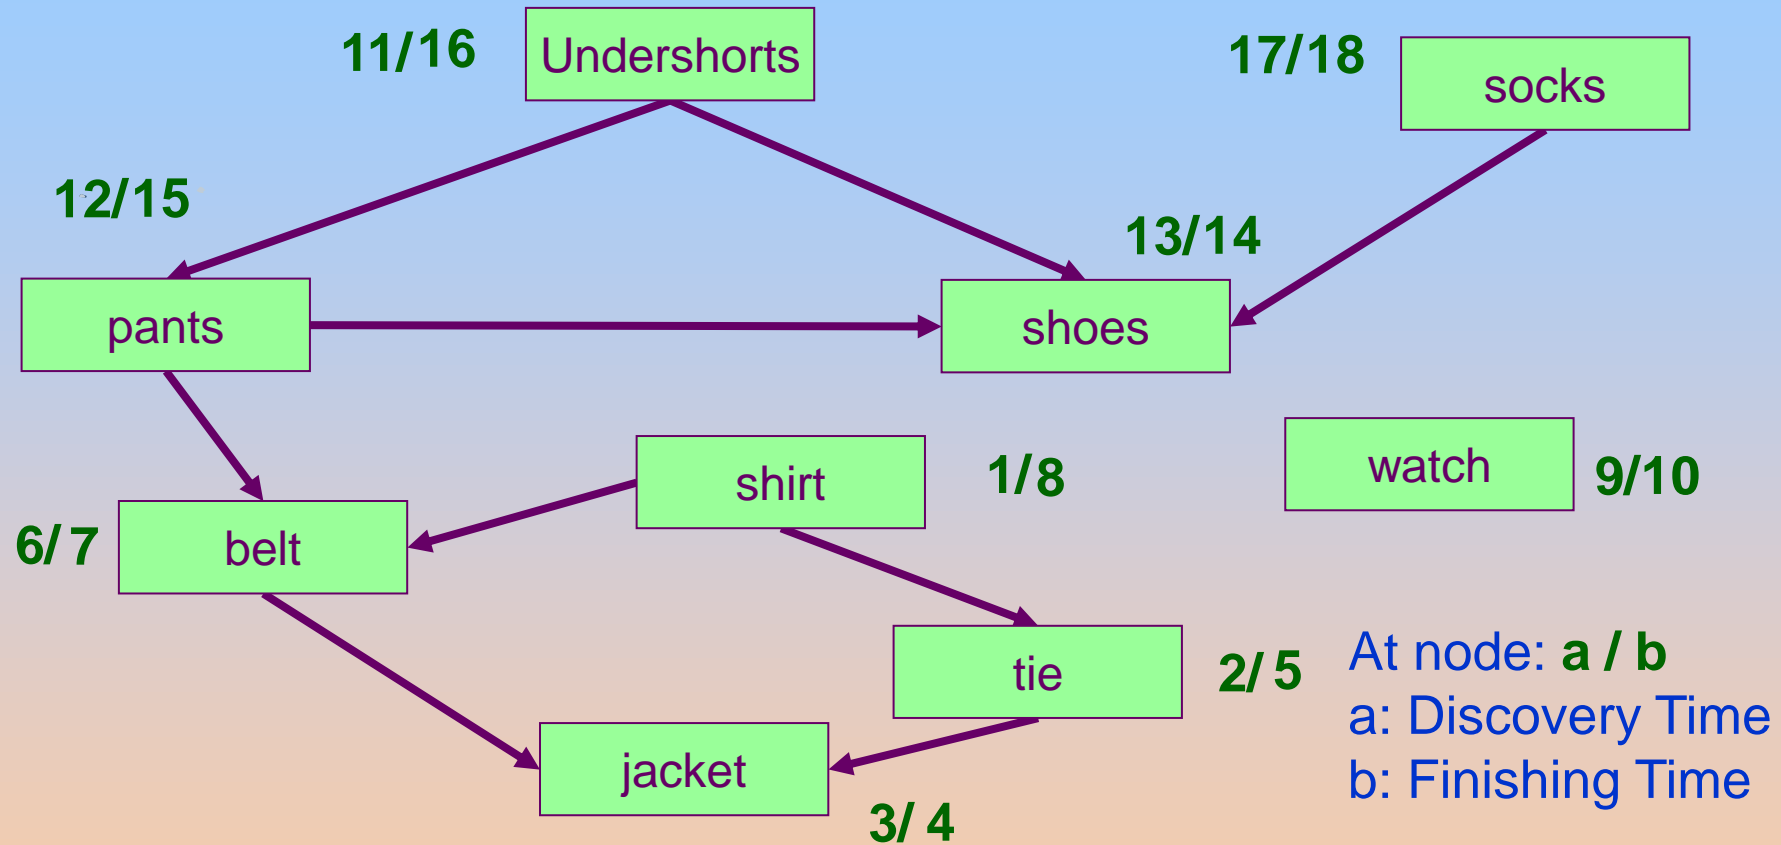 11/16
Undershorts
17/18
socks
12/15
13/14
pants
shoes
shirt
1/8
watch
9/10
6/ 7
belt
tie
2/ 5
At node: a / b
a: Discovery Time
b: Finishing Time
jacket
3/ 4